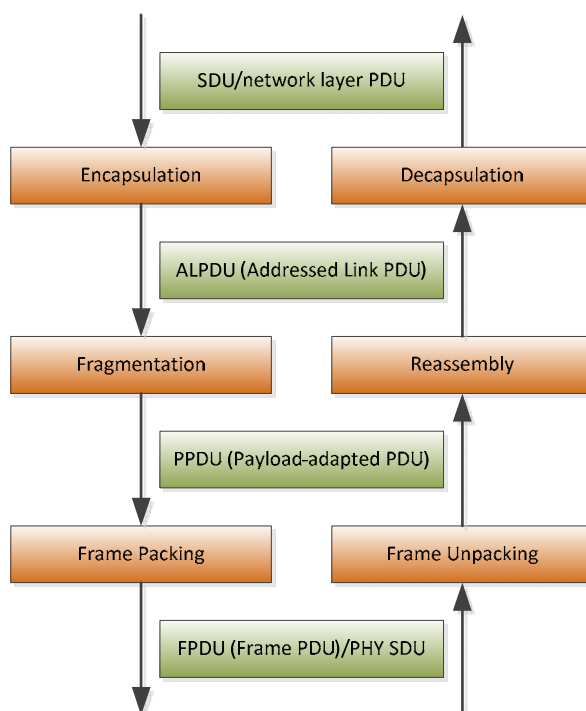 SDU/network layer PDU
Encapsulation
Decapsulation
ALPDU (Addressed Link PDU)
Fragmentation
Reassembly
PPDU (Payload-adapted PDU)
Frame Packing
Frame Unpacking
FPDU (Frame PDU)/PHY SDU